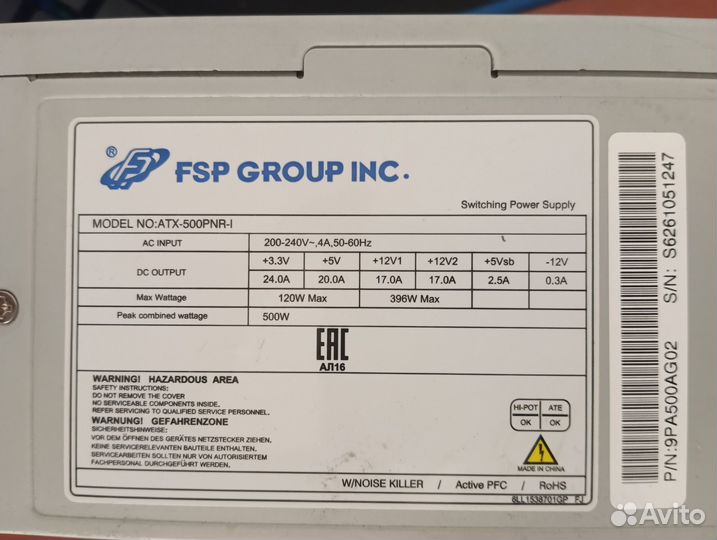 ® FSP GROUP INC.
Switching Power Supply
MODEL NO:ATX-500PNR-I
AC INPUT 200-240V~,4A,50-60Hz
DC OUTPUT +3.3V +5V +12V1 +12V2 +5Vsb -12V
24.0A 20.0A 17.0A 17.0A 2.5A 0.3A
Max Wattage 120W Max 396W Max
Peak combined wattage 500W
EAC
АЛ16
WARNING! HAZARDOUS AREA
SAFETY INSTRUCTIONS:
DO NOT REMOVE THE COVER
NO SERVICEABLE COMPONENTS INSIDE.
REFER SERVICING TO QUALIFIED SERVICE PERSONNEL.
WARNUNG! GEFAHRENZONE
SICHERHEITSHINWEIS:
VOR DEM ÖFFNEN DES GERÄTES NETZSTECKER ZIEHEN,
KEINE SERVICERELEVANTEN BAUTEILE ENTHALTEN.
SERVICEARBEITEN SOLLTEN NUR VON AUTORISIERTEM
FACHPERSONAL DURCHGEFÜHRT WERDEN.
HI-POT ATE
OK OK
MADE IN CHINA
W/NOISE KILLER / Active PFC / RoHS
6LL1538701GP FJ
P/N:9PA500AG02 S/N: S6261051247
Avito